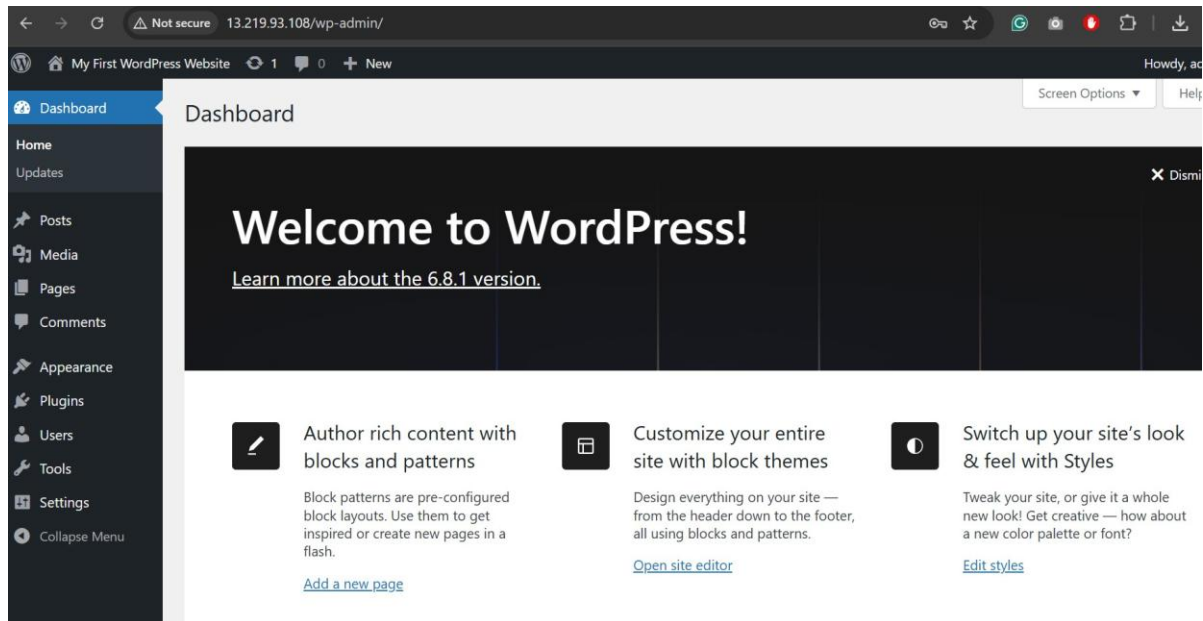 Not secure 13.219.93.108/wp-admin/
My First WordPress Website 1 0 + New Howdy, ad
Screen Options ▼ Help
Dashboard
Home
Updates
Posts
Media
Pages
Comments
Appearance
Plugins
Users
Tools
Settings
Collapse Menu
Dashboard
Dismi
Welcome to WordPress!
Learn more about the 6.8.1 version.
Author rich content with
blocks and patterns
Block patterns are pre-configured
block layouts. Use them to get
inspired or create new pages in a
flash.
Add a new page
Customize your entire
site with block themes
Design everything on your site —
from the header down to the footer,
all using blocks and patterns.
Open site editor
Switch up your site's look
& feel with Styles
Tweak your site, or give it a whole
new look! Get creative — how about
a new color palette or font?
Edit styles